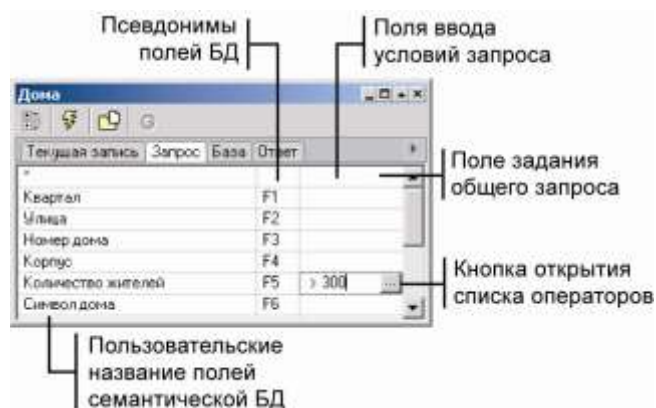 Псевдонимы
полей БД
Поля ввода
условий запроса
Дома
Текущая запись Запрос База Ответ
*
Квартал F1
Улица F2
Номер дома F3
Корпус F4
Количество жителей F5 > 300 ...
Символ дома F6
Поле задания
общего запроса
Кнопка открытия
списка операторов
Пользовательские
название полей
семантической БД